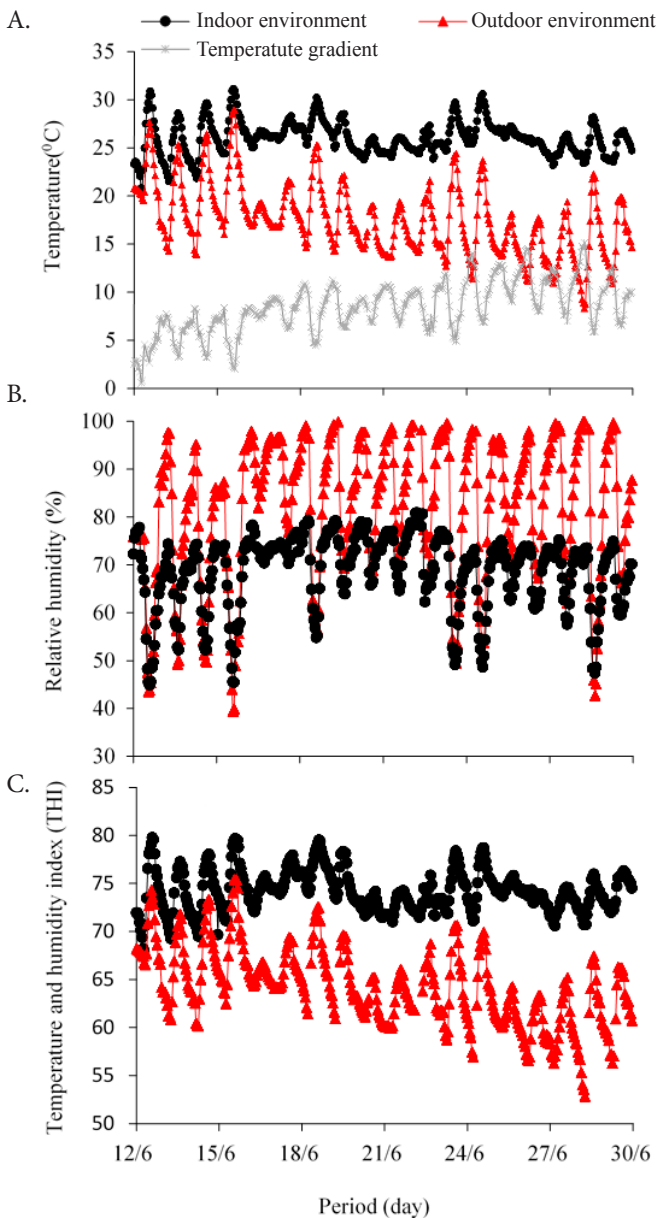 A.
Indoor environment
Outdoor environment
Temperatute gradient
35
30
25
20
15
10
5
0
Temperature(⁰C)
B.
100
90
80
70
60
50
40
30
Relative humidity (%)
C.
85
80
75
70
65
60
55
50
Temperature and humidity index (THI)
12/6 15/6 18/6 21/6 24/6 27/6 30/6
Period (day)